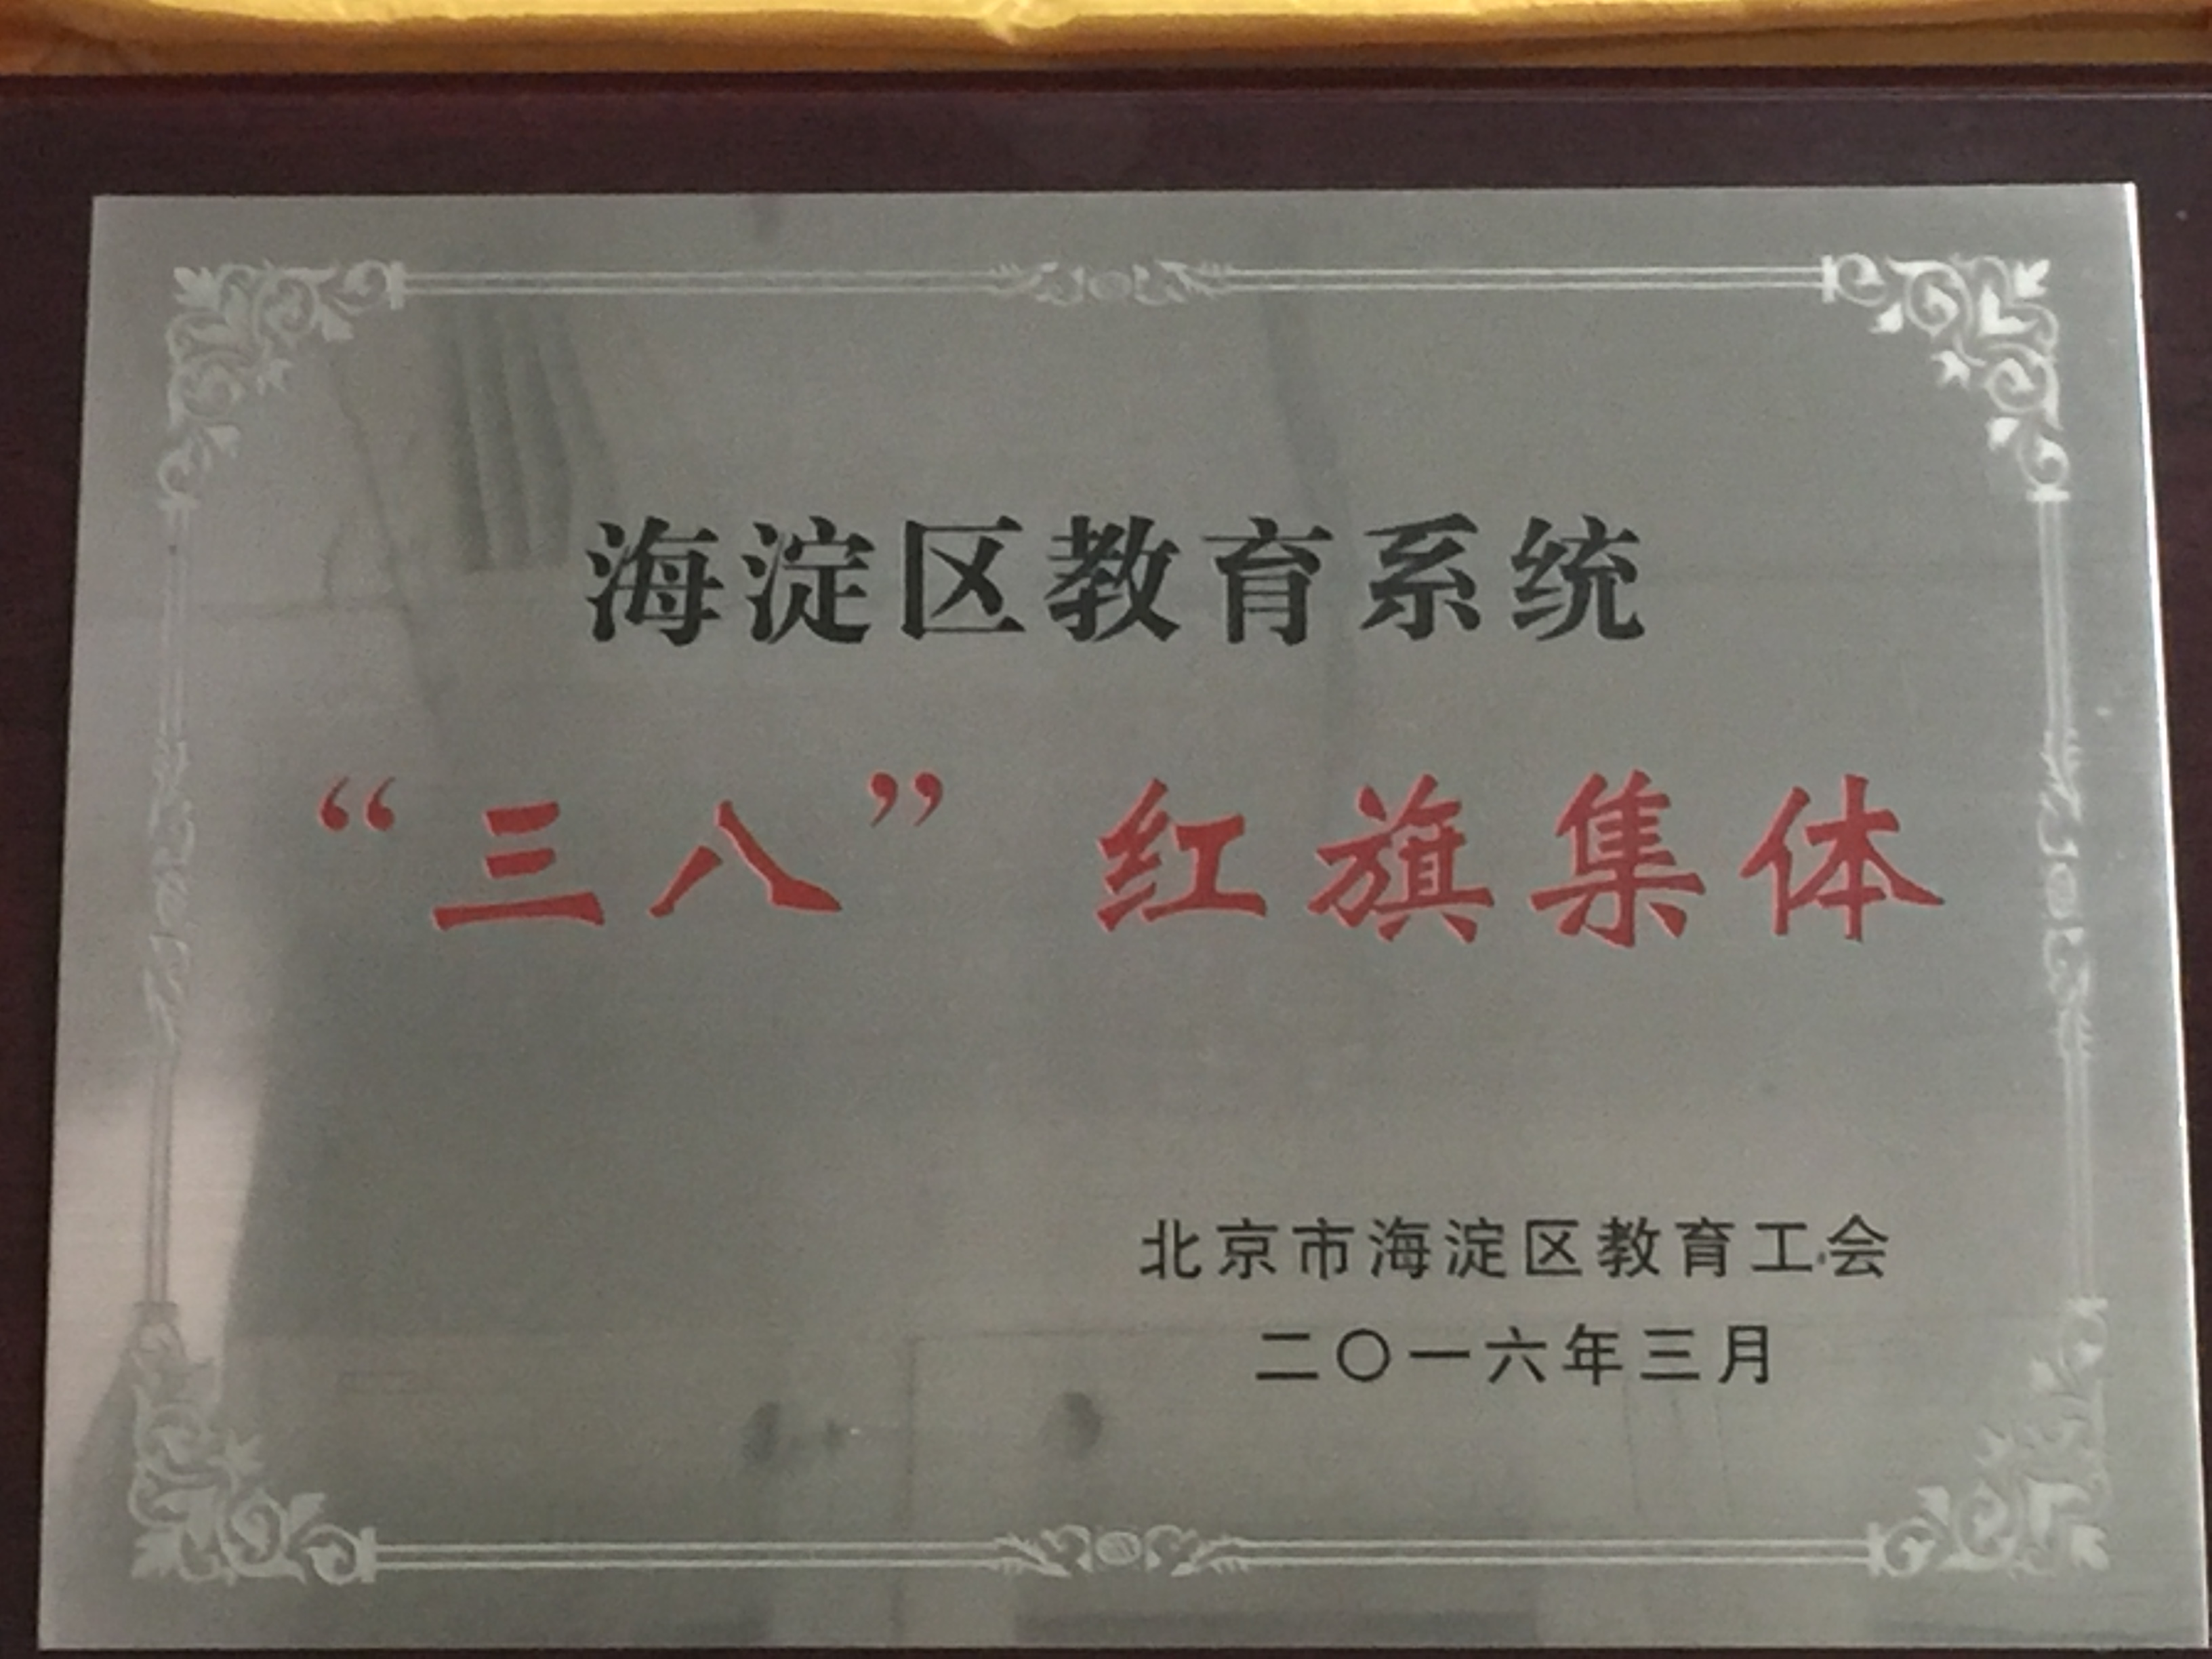 海淀区教育系统
“三八”红旗集体
北京市海淀区教育工会
二〇一六年三月